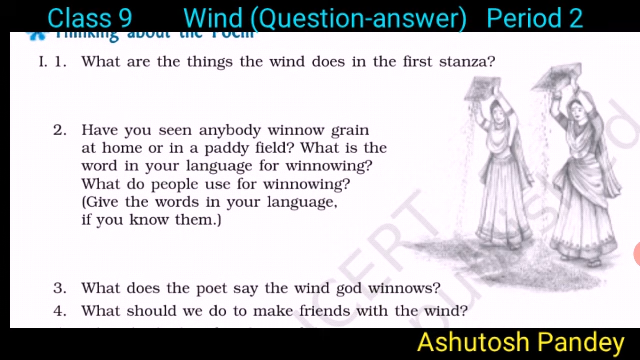 Class 9 Wind (Question-answer) Period 2
Thinking about the Poem
I. 1. What are the things the wind does in the first stanza?
2. Have you seen anybody winnow grain
at home or in a paddy field? What is the
word in your language for winnowing?
What do people use for winnowing?
(Give the words in your language,
if you know them.)
3. What does the poet say the wind god winnows?
4. What should we do to make friends with the wind?
Ashutosh Pandey